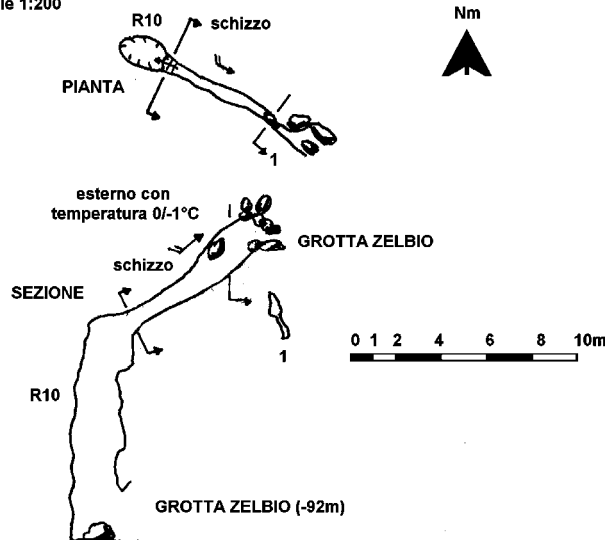 le 1:200
R10
schizzo
Nm
PIANTA
1
esterno con
temperatura 0/-1°C
GROTTA ZELBIO
schizzo
SEZIONE
1
0 1 2 4 6 8 10m
R10
GROTTA ZELBIO (-92m)